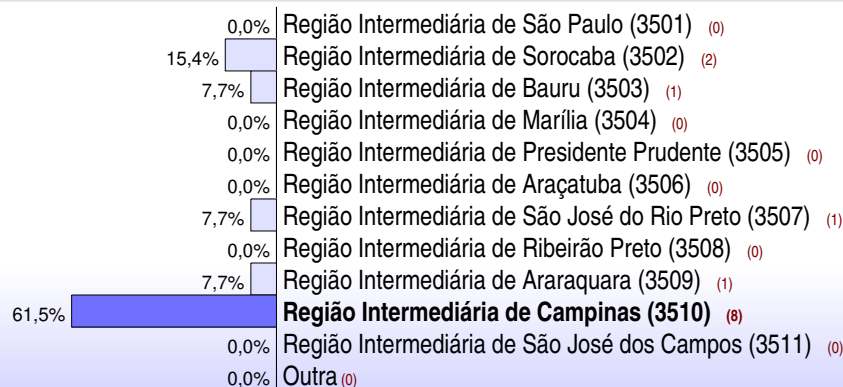 0,0% Região Intermediária de São Paulo (3501) (0)
15,4% Região Intermediária de Sorocaba (3502) (2)
7,7% Região Intermediária de Bauru (3503) (1)
0,0% Região Intermediária de Marília (3504) (0)
0,0% Região Intermediária de Presidente Prudente (3505) (0)
0,0% Região Intermediária de Araçatuba (3506) (0)
7,7% Região Intermediária de São José do Rio Preto (3507) (1)
0,0% Região Intermediária de Ribeirão Preto (3508) (0)
7,7% Região Intermediária de Araraquara (3509) (1)
61,5% Região Intermediária de Campinas (3510) (8)
0,0% Região Intermediária de São José dos Campos (3511) (0)
0,0% Outra (0)